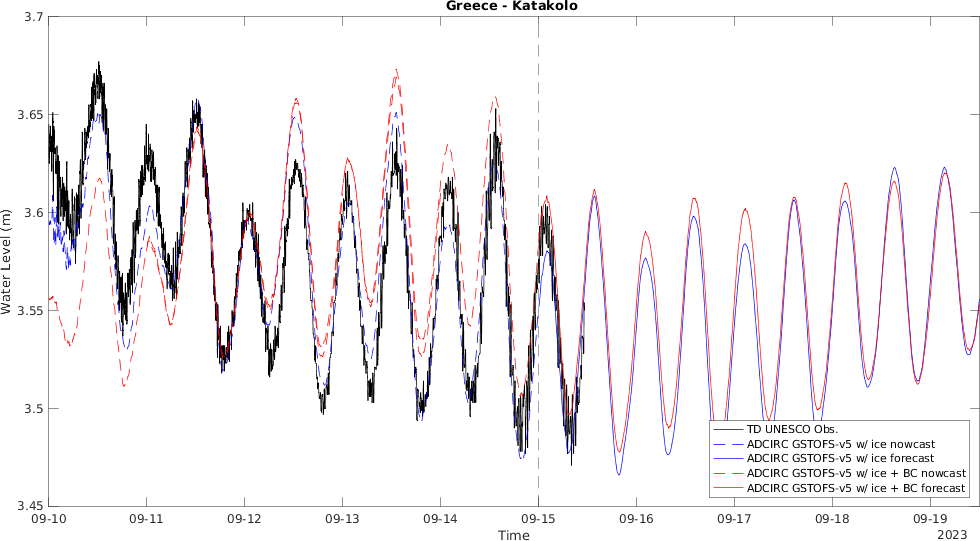 Greece - Katakolo
3.7
3.65
3.6
3.55
3.5
3.45
Water Level (m)
TD UNESCO Obs.
ADCIRC GSTOFS-v5 w/ ice nowcast
ADCIRC GSTOFS-v5 w/ ice forecast
ADCIRC GSTOFS-v5 w/ ice + BC nowcast
ADCIRC GSTOFS-v5 w/ ice + BC forecast
09-10 09-11 09-12 09-13 09-14 09-15 09-16 09-17 09-18 09-19
Time
2023